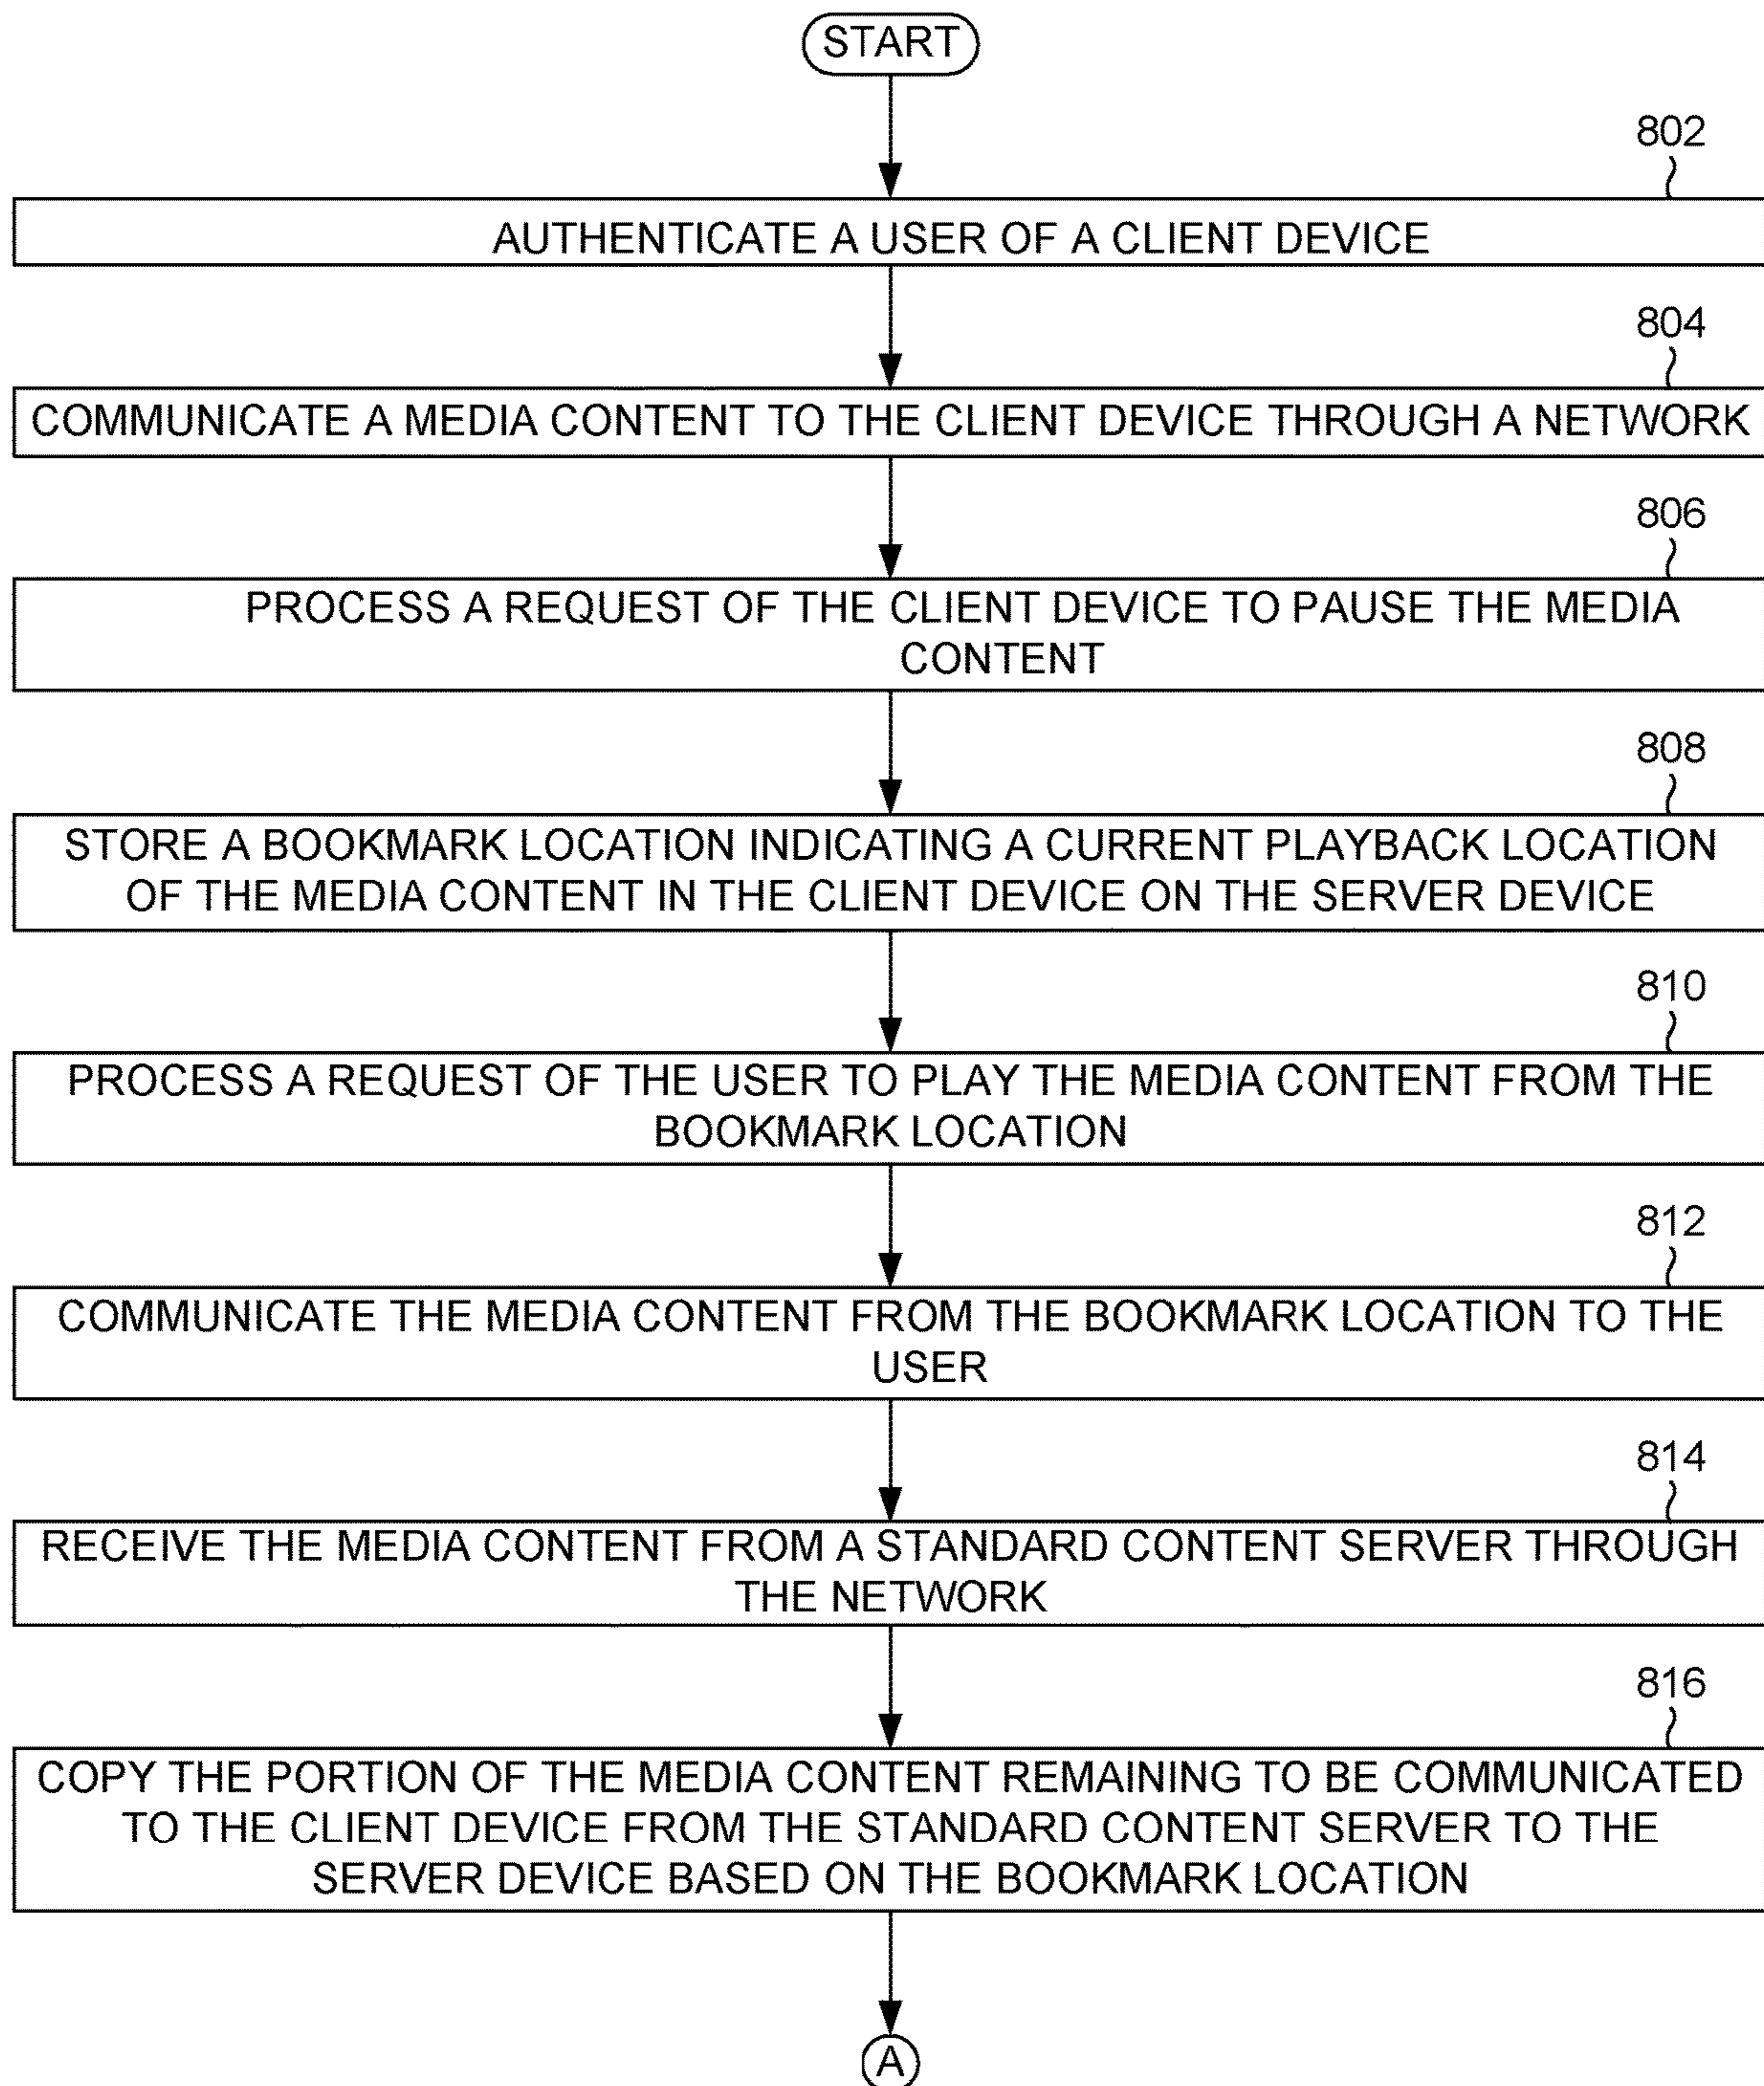 START
802
AUTHENTICATE A USER OF A CLIENT DEVICE
804
COMMUNICATE A MEDIA CONTENT TO THE CLIENT DEVICE THROUGH A NETWORK
806
PROCESS A REQUEST OF THE CLIENT DEVICE TO PAUSE THE MEDIA
CONTENT
808
STORE A BOOKMARK LOCATION INDICATING A CURRENT PLAYBACK LOCATION
OF THE MEDIA CONTENT IN THE CLIENT DEVICE ON THE SERVER DEVICE
810
PROCESS A REQUEST OF THE USER TO PLAY THE MEDIA CONTENT FROM THE
BOOKMARK LOCATION
812
COMMUNICATE THE MEDIA CONTENT FROM THE BOOKMARK LOCATION TO THE
USER
814
RECEIVE THE MEDIA CONTENT FROM A STANDARD CONTENT SERVER THROUGH
THE NETWORK
816
COPY THE PORTION OF THE MEDIA CONTENT REMAINING TO BE COMMUNICATED
TO THE CLIENT DEVICE FROM THE STANDARD CONTENT SERVER TO THE
SERVER DEVICE BASED ON THE BOOKMARK LOCATION
A